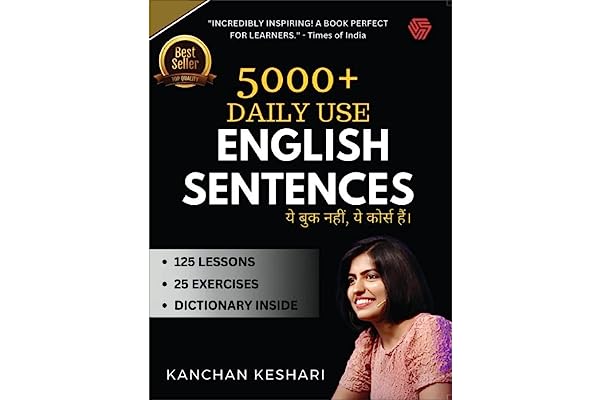 "INCREDIBLY INSPIRING! A BOOK PERFECT
FOR LEARNERS." - Times of India
Best
Seller
TOP QUALITY
5000+
DAILY USE
ENGLISH
SENTENCES
ये बुक नहीं, ये कोर्स हैं।
• 125 LESSONS
• 25 EXERCISES
• DICTIONARY INSIDE
KANCHAN KESHARI